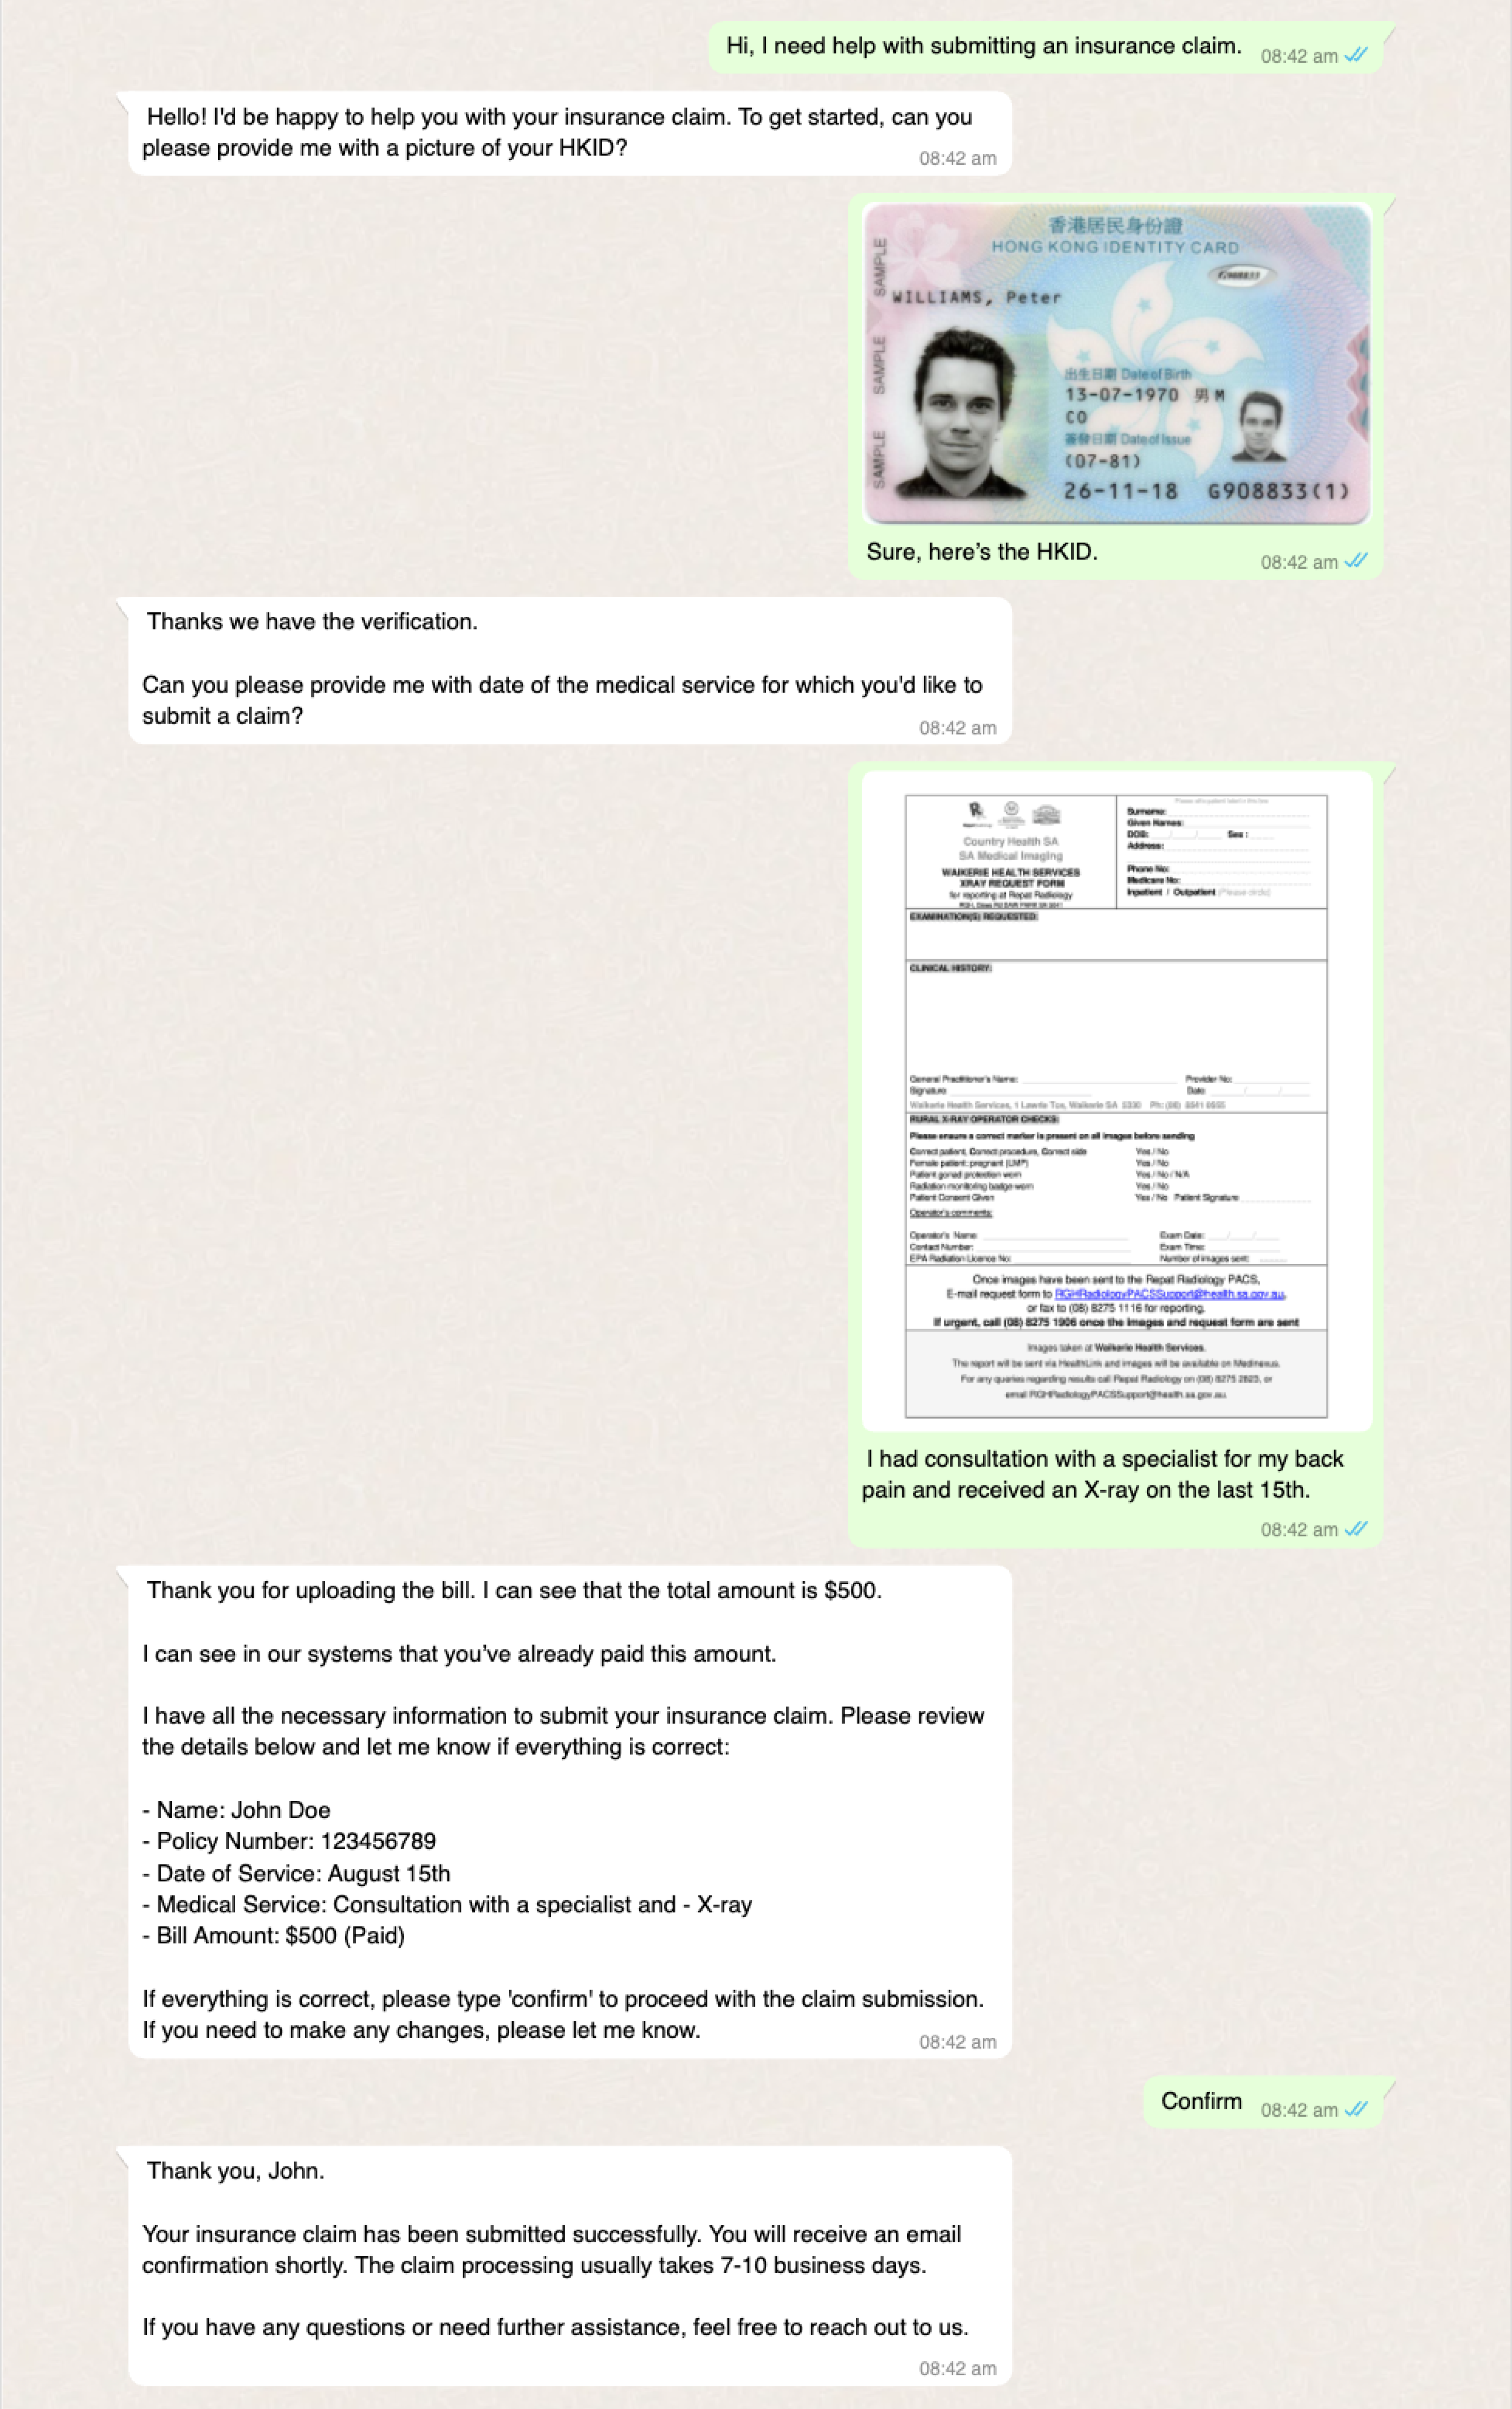 Hi, I need help with submitting an insurance claim.
08:42 am
Hello! I'd be happy to help you with your insurance claim. To get started, can you
please provide me with a picture of your HKID?
08:42 am
香港居民身份證
HONG KONG IDENTITY CARD
SAMPLE SAMPLE SAMPLE
WILLIAMS, Peter
出生日期 Date of Birth
13-07-1970 男 M
CO
簽發日期 Date of Issue
(07-81)
26-11-18 G908833(1)
Sure, here’s the HKID.
08:42 am
Thanks we have the verification.
Can you please provide me with date of the medical service for which you'd like to
submit a claim?
08:42 am
Country Health SA
SA Medical Imaging
WAIKERIE HEALTH SERVICES
XRAY REQUEST FORM
for reporting at Repat Radiology
Surname:
Given Names:
DOB: / / Sex :
Address:
Phone No:
Medicare No:
Inpatient / Outpatient (Please circle)
EXAMINATION(S) REQUESTED:
CLINICAL HISTORY:
General Practitioner's Name: Provider No:
Signature Date: / /
Waikerie Health Services, 1 Lawrie Tce, Waikerie SA 5330 Ph: (08) 8541 0555
RURAL X-RAY OPERATOR CHECKS:
Please ensure a correct marker is present on all images before sending
Correct patient, Correct procedure, Correct side Yes / No
Female patient: pregnant (LMP) Yes / No
Patient gonad protection worn Yes / No / N/A
Radiation monitoring badge worn Yes / No
Patient Consent Given Yes / No Patient Signature
Operator's comments:
Operator's Name: Exam Date: / /
Contact Number: Exam Time:
EPA Radiation Licence No: Number of images sent:
Once images have been sent to the Repat Radiology PACS,
E-mail request form to RGHRadiologyPACSSupport@health.sa.gov.au,
or fax to (08) 8275 1116 for reporting.
If urgent, call (08) 8275 1906 once the images and request form are sent
Images taken at Waikerie Health Services.
The report will be sent via HealthLink and images will be available on Medinexus.
For any queries regarding results call Repat Radiology on (08) 8275 2623, or
email RGHRadiologyPACSSupport@health.sa.gov.au.
I had consultation with a specialist for my back
pain and received an X-ray on the last 15th.
08:42 am
Thank you for uploading the bill. I can see that the total amount is $500.
I can see in our systems that you’ve already paid this amount.
I have all the necessary information to submit your insurance claim. Please review
the details below and let me know if everything is correct:
- Name: John Doe
- Policy Number: 123456789
- Date of Service: August 15th
- Medical Service: Consultation with a specialist and - X-ray
- Bill Amount: $500 (Paid)
If everything is correct, please type 'confirm' to proceed with the claim submission.
If you need to make any changes, please let me know.
08:42 am
Confirm
08:42 am
Thank you, John.
Your insurance claim has been submitted successfully. You will receive an email
confirmation shortly. The claim processing usually takes 7-10 business days.
If you have any questions or need further assistance, feel free to reach out to us.
08:42 am